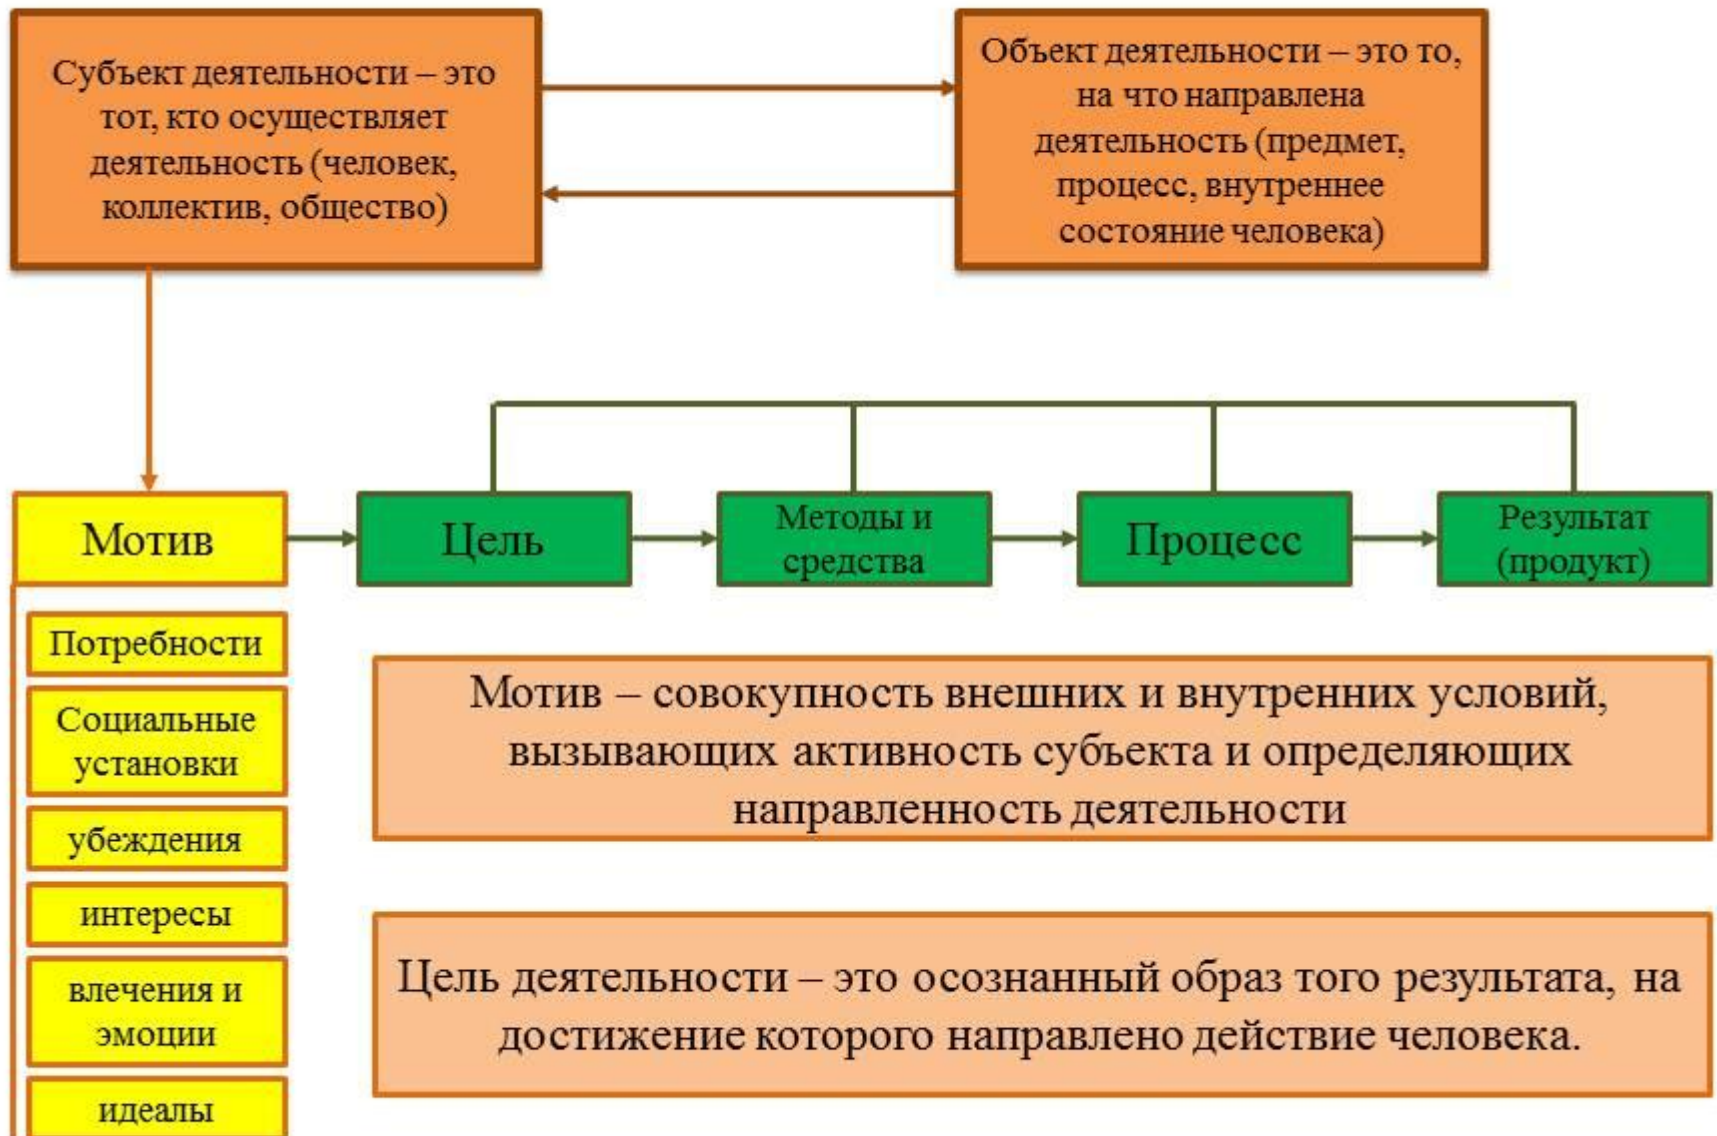 Субъект деятельности – это
тот, кто осуществляет
деятельность (человек,
коллектив, общество)
Объект деятельности – это то,
на что направлена
деятельность (предмет,
процесс, внутреннее
состояние человека)
Мотив
Цель
Методы и
средства
Процесс
Результат
(продукт)
Потребности
Социальные
установки
убеждения
интересы
влечения и
эмоции
идеалы
Мотив – совокупность внешних и внутренних условий,
вызывающих активность субъекта и определяющих
направленность деятельности
Цель деятельности – это осознанный образ того результата, на
достижение которого направлено действие человека.